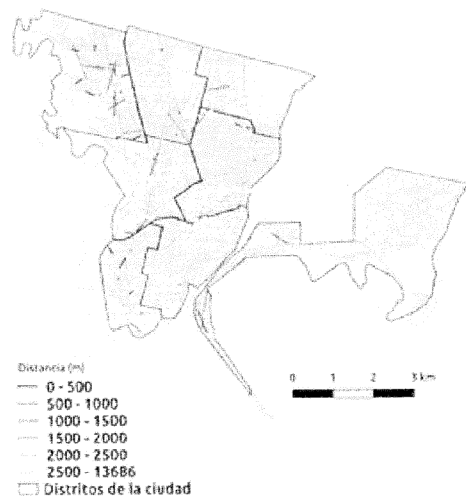 Distancia (m)
0 - 500
500 - 1000
1000 - 1500
1500 - 2000
2000 - 2500
2500 - 13686
Distritos de la ciudad
0 1 2 3 km